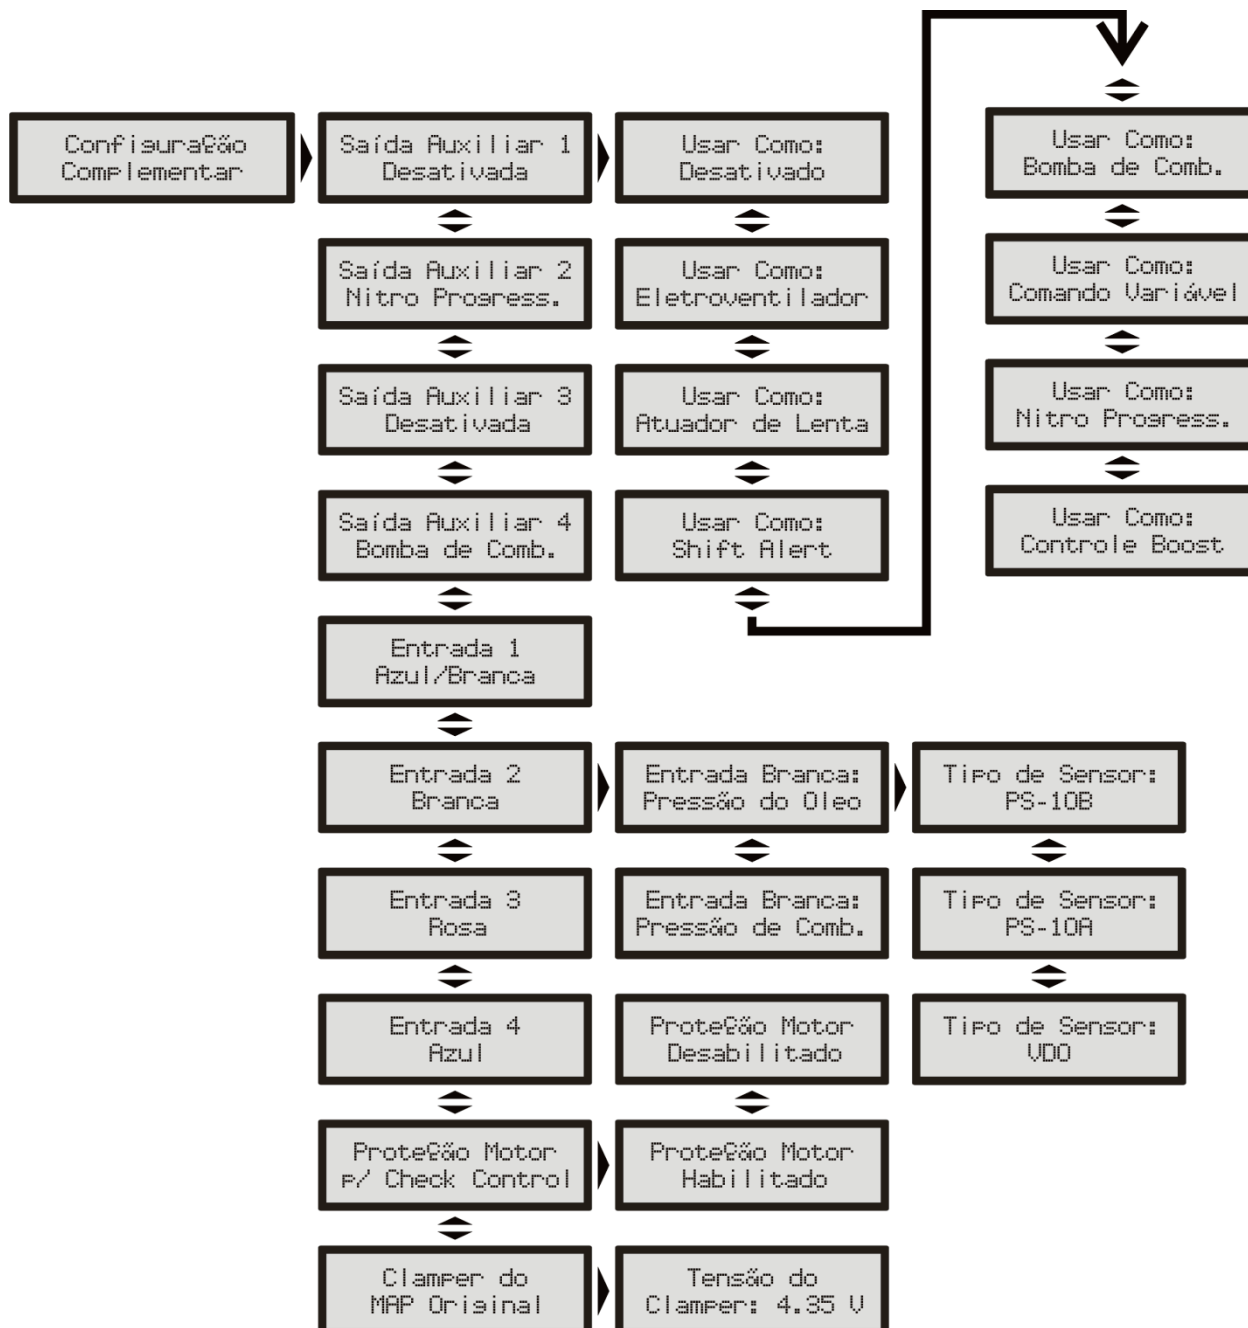 Configuração
Complementar
Saída Auxiliar 1
Desativada
Usar Como:
Desativado
Usar Como:
Bomba de Comb.
Saída Auxiliar 2
Nitro Progress.
Usar Como:
Eletroventilador
Usar Como:
Comando Variável
Saída Auxiliar 3
Desativada
Usar Como:
Atuador de Lenta
Usar Como:
Nitro Progress.
Saída Auxiliar 4
Bomba de Comb.
Usar Como:
Shift Alert
Usar Como:
Controle Boost
Entrada 1
Azul/Branca
Entrada 2
Branca
Entrada Branca:
Pressão do Oleo
Tipo de Sensor:
PS-10B
Entrada 3
Rosa
Entrada Branca:
Pressão de Comb.
Tipo de Sensor:
PS-10A
Entrada 4
Azul
Proteção Motor
Desabilitado
Tipo de Sensor:
VDO
Proteção Motor
p/ Check Control
Proteção Motor
Habilitado
Clamper do
MAP Original
Tensão do
Clamper: 4.35 V